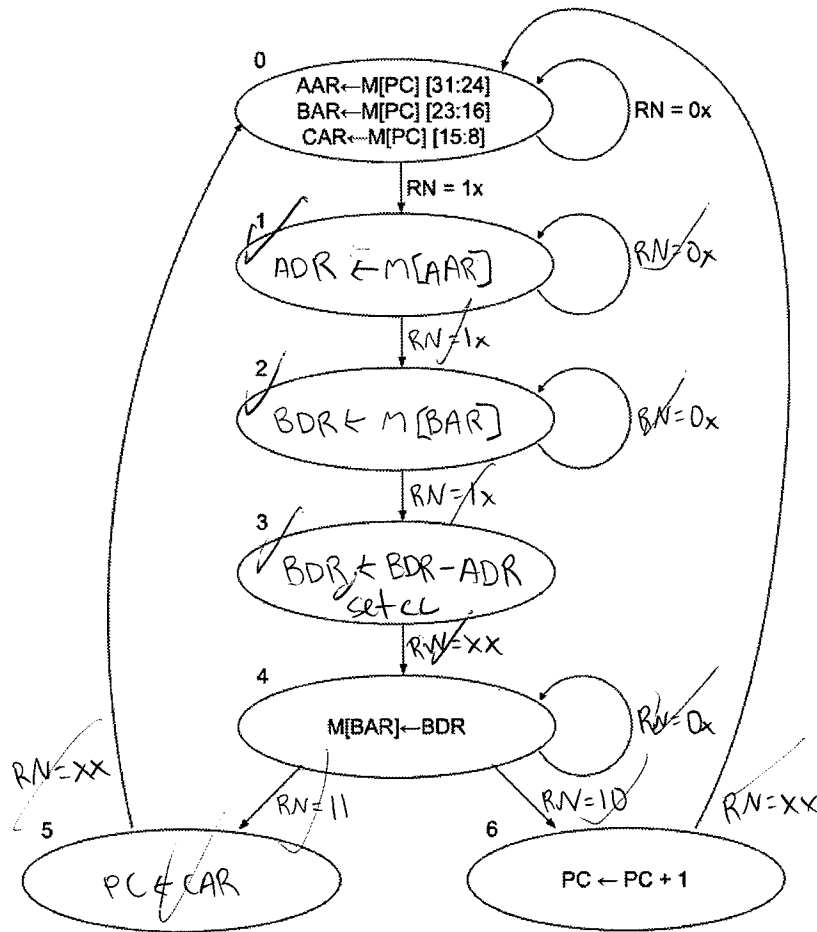 0
AAR←M[PC] [31:24]
BAR←M[PC] [23:16]
CAR←M[PC] [15:8]
RN = 0x
RN = 1x
1
ADR ← M[AAR]
RN=0x
RN=1x
2
BDR ← M[BAR]
RN=0x
RN=1x
3
BDR ← BDR-ADR
set cc
RN=xx
4
M[BAR]←BDR
RN=0x
RN=xx
RN=11
RN=10
RN=xx
5
PC ← CAR
6
PC ← PC + 1